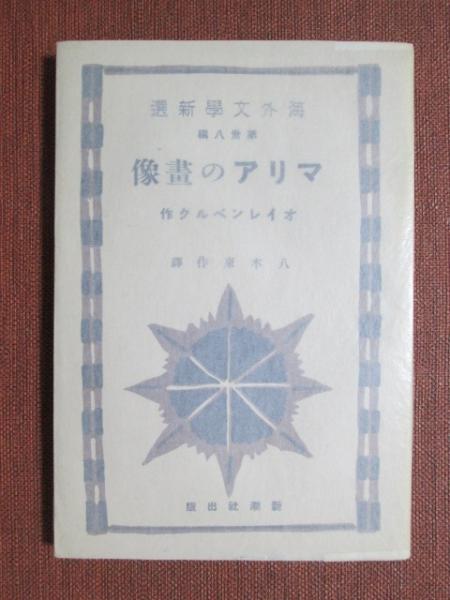 海外文學新選
第卅八編
マリアの畫像
オイレンベルク作
八木東作譯
新潮社出版